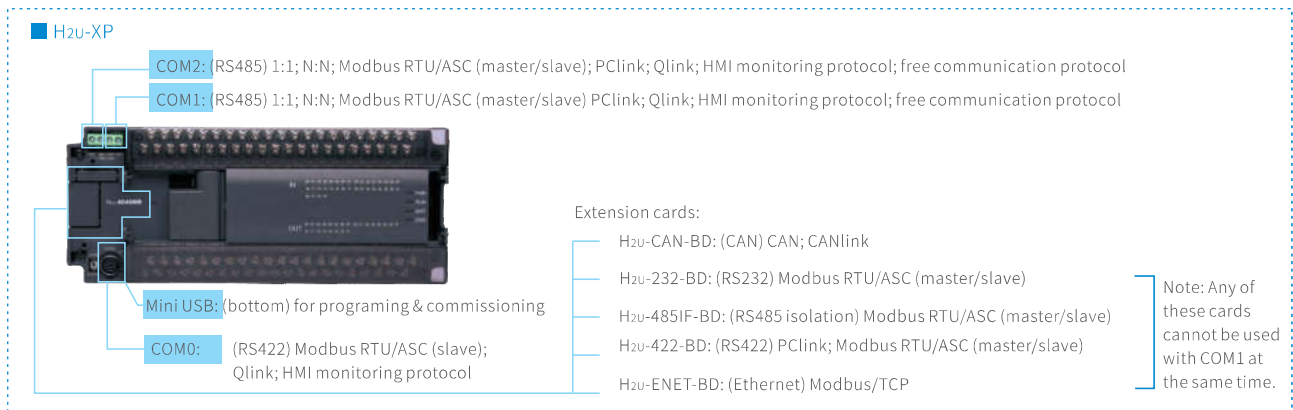 H2U-XP
COM2: (RS485) 1:1; N:N; Modbus RTU/ASC (master/slave); PClink; Qlink; HMI monitoring protocol; free communication protocol
COM1: (RS485) 1:1; N:N; Modbus RTU/ASC (master/slave) PClink; Qlink; HMI monitoring protocol; free communication protocol
IN
OUT
Mini USB: (bottom) for programing & commissioning
COM0: (RS422) Modbus RTU/ASC (slave);
Qlink; HMI monitoring protocol
Extension cards:
H2U-CAN-BD: (CAN) CAN; CANlink
H2U-232-BD: (RS232) Modbus RTU/ASC (master/slave)
H2U-485IF-BD: (RS485 isolation) Modbus RTU/ASC (master/slave)
H2U-422-BD: (RS422) PClink; Modbus RTU/ASC (master/slave)
H2U-ENET-BD: (Ethernet) Modbus/TCP
Note: Any of
these cards
cannot be used
with COM1 at
the same time.